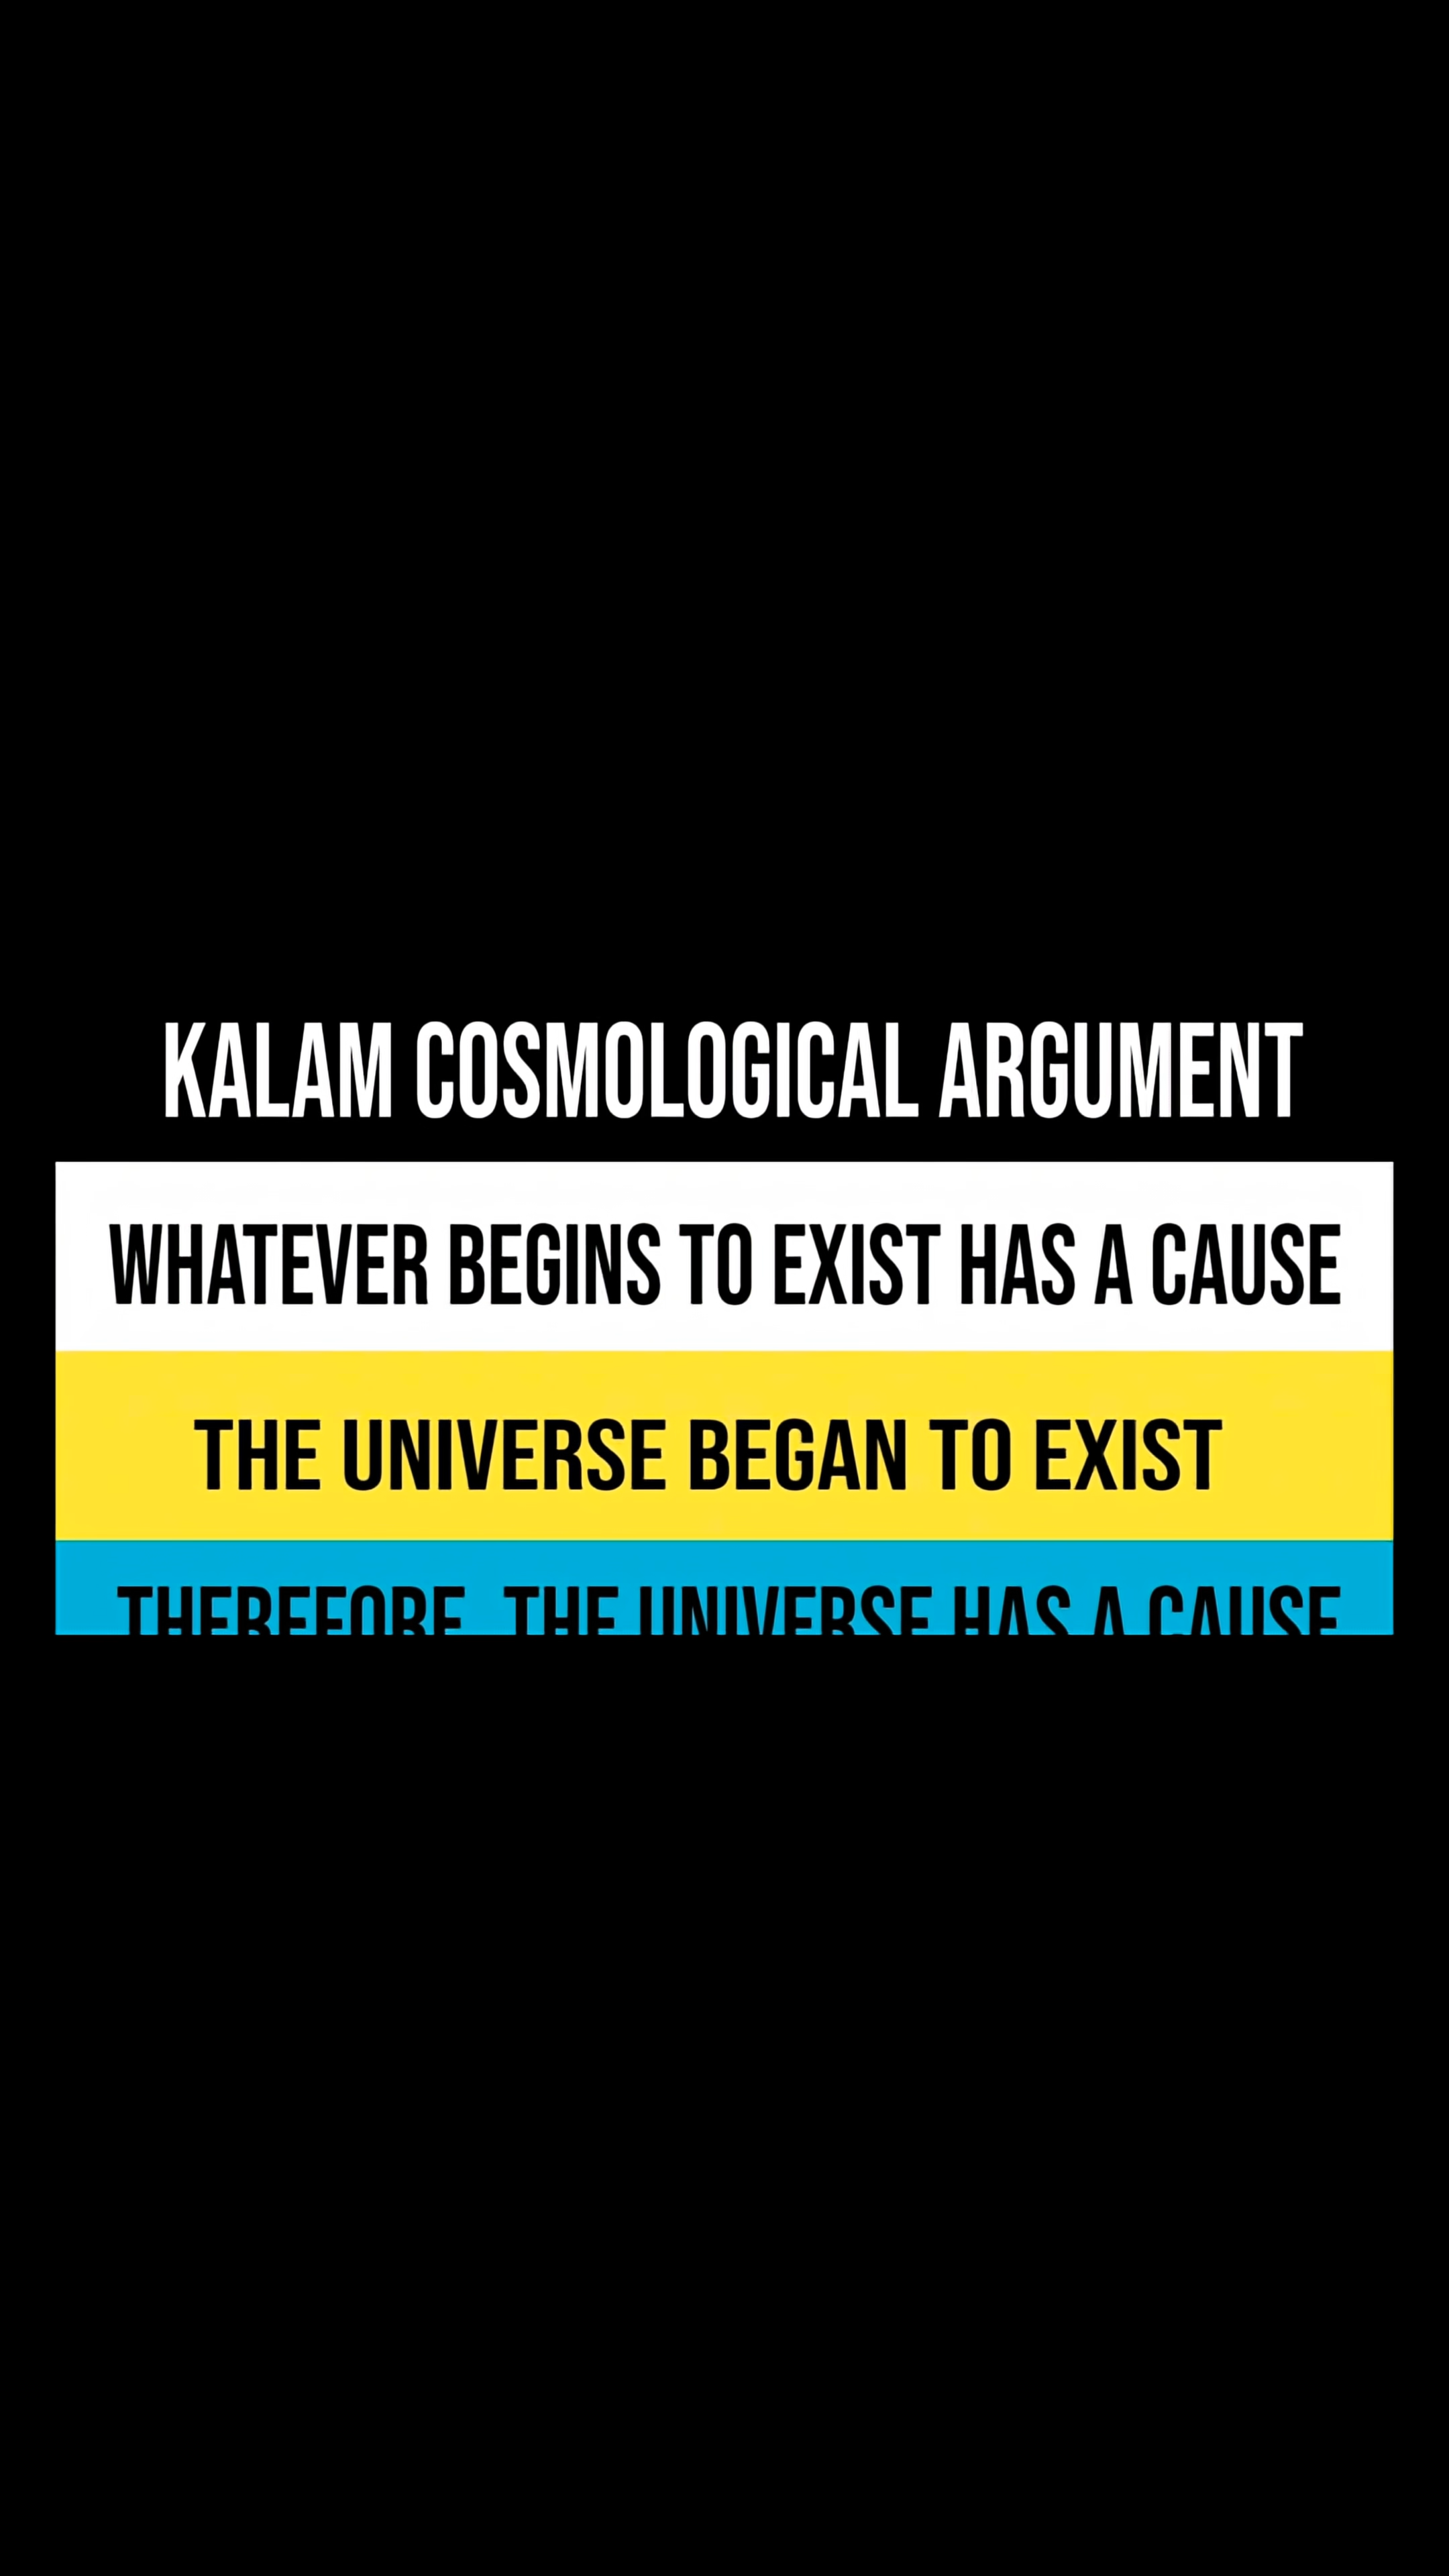 KALAM COSMOLOGICAL ARGUMENT
WHATEVER BEGINS TO EXIST HAS A CAUSE
THE UNIVERSE BEGAN TO EXIST
THEREFORE, THE UNIVERSE HAS A CAUSE